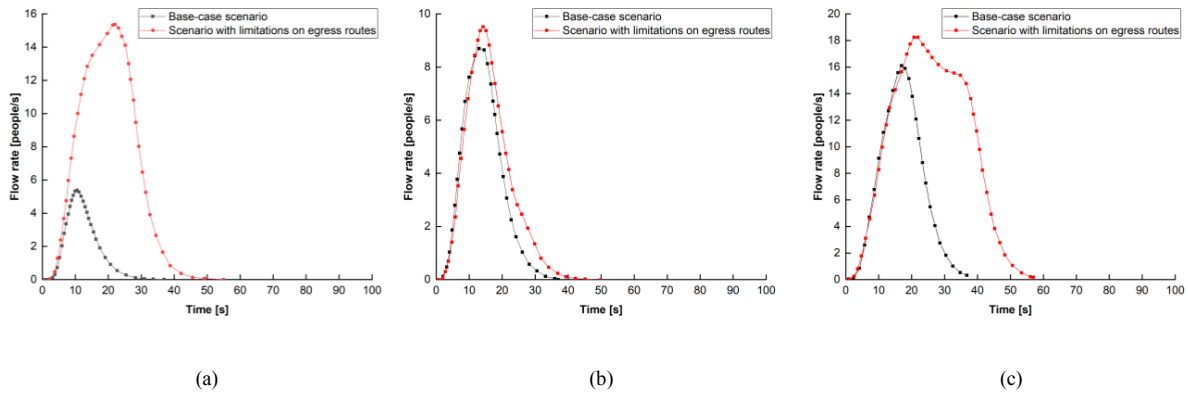 Base-case scenario
Scenario with limitations on egress routes
Flow rate [people/s]
16
14
12
10
8
6
4
2
0
0 10 20 30 40 50 60 70 80 90 100
Time [s]
(a)
Base-case scenario
Scenario with limitations on egress routes
Flow rate [people/s]
10
8
6
4
2
0
0 10 20 30 40 50 60 70 80 90 100
Time [s]
(b)
Base-case scenario
Scenario with limitations on egress routes
Flow rate [people/s]
20
18
16
14
12
10
8
6
4
2
0
0 10 20 30 40 50 60 70 80 90 100
Time [s]
(c)